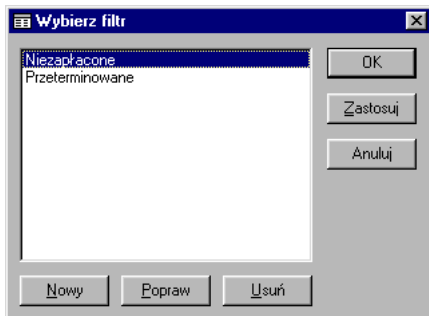 Wybierz filtr
Niezapłacone
Przeterminowane
OK
Zastosuj
Anuluj
Nowy
Popraw
Usuń